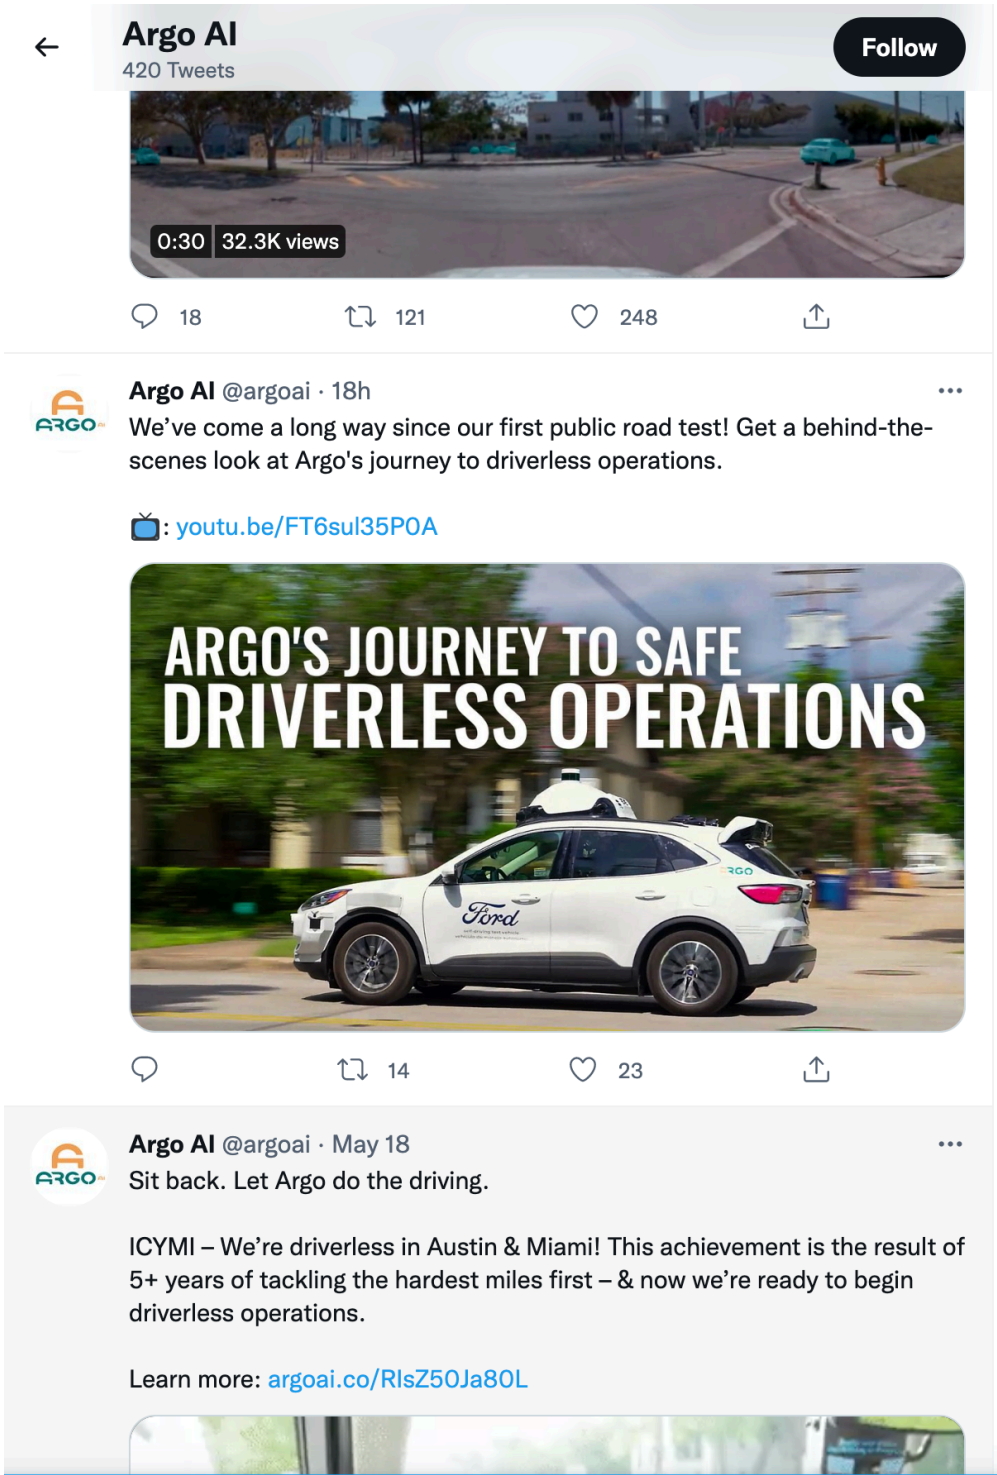 Argo AI
420 Tweets
Follow
0:30 32.3K views
18 121 248
Argo AI @argoai · 18h
We’ve come a long way since our first public road test! Get a behind-the-
scenes look at Argo's journey to driverless operations.
📺: youtu.be/FT6sul35P0A
ARGO'S JOURNEY TO SAFE
DRIVERLESS OPERATIONS
RGO
Ford
14 23
ARGO AI
Argo AI @argoai · May 18
Sit back. Let Argo do the driving.
ICYMI – We’re driverless in Austin & Miami! This achievement is the result of
5+ years of tackling the hardest miles first – & now we’re ready to begin
driverless operations.
Learn more: argoai.co/RIsZ50Ja80L